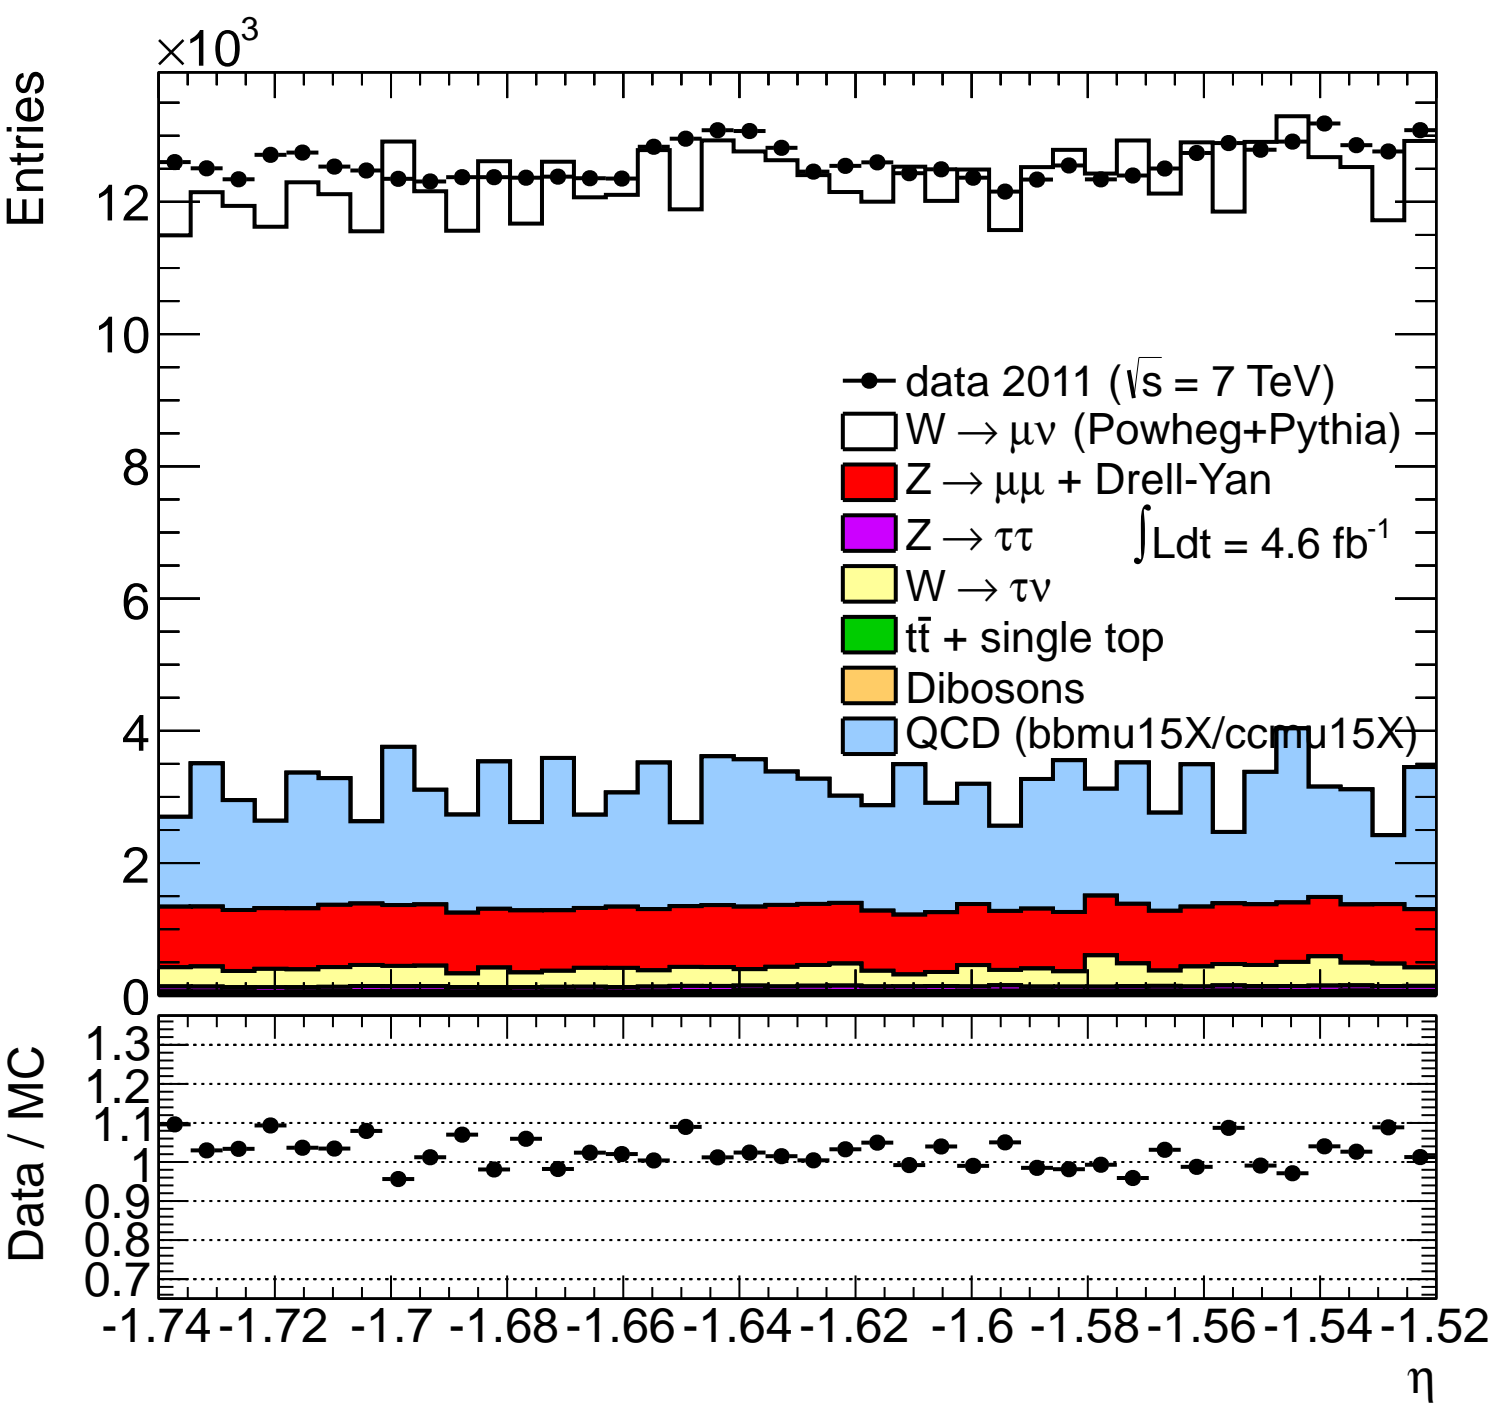 ×10³
Entries
12
10
8
6
4
2
0
data 2011 (√s = 7 TeV)
W → μν (Powheg+Pythia)
Z → μμ + Drell-Yan
Z → ττ
∫Ldt = 4.6 fb⁻¹
W → τν
tt̄ + single top
Dibosons
QCD (bbmu15X/ccmu15X)
Data / MC
1.3
1.2
1.1
1
0.9
0.8
0.7
-1.74 -1.72 -1.7 -1.68 -1.66 -1.64 -1.62 -1.6 -1.58 -1.56 -1.54 -1.52
η